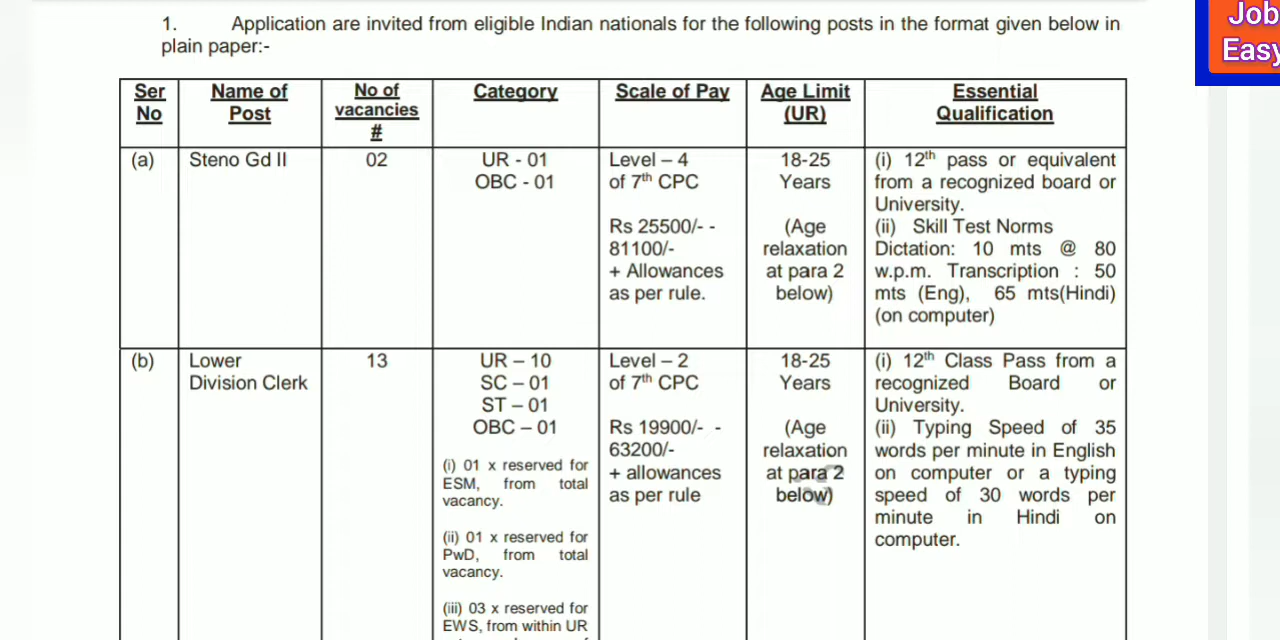 1. Application are invited from eligible Indian nationals for the following posts in the format given below in
plain paper:-
Job
Easy
Ser No
Name of Post
No of vacancies #
Category
Scale of Pay
Age Limit (UR)
Essential Qualification
(a)
Steno Gd II
02
UR - 01
OBC - 01
Level – 4
of 7th CPC
Rs 25500/- -
81100/-
+ Allowances
as per rule.
18-25
Years
(Age
relaxation
at para 2
below)
(i) 12th pass or equivalent
from a recognized board or
University.
(ii) Skill Test Norms
Dictation: 10 mts @ 80
w.p.m. Transcription : 50
mts (Eng), 65 mts(Hindi)
(on computer)
(b)
Lower
Division Clerk
13
UR – 10
SC – 01
ST – 01
OBC – 01
(i) 01 x reserved for
ESM, from total
vacancy.
(ii) 01 x reserved for
PwD, from total
vacancy.
(iii) 03 x reserved for
EWS, from within UR
Level – 2
of 7th CPC
Rs 19900/- -
63200/-
+ allowances
as per rule
18-25
Years
(Age
relaxation
at para 2
below)
(i) 12th Class Pass from a
recognized Board or
University.
(ii) Typing Speed of 35
words per minute in English
on computer or a typing
speed of 30 words per
minute in Hindi on
computer.